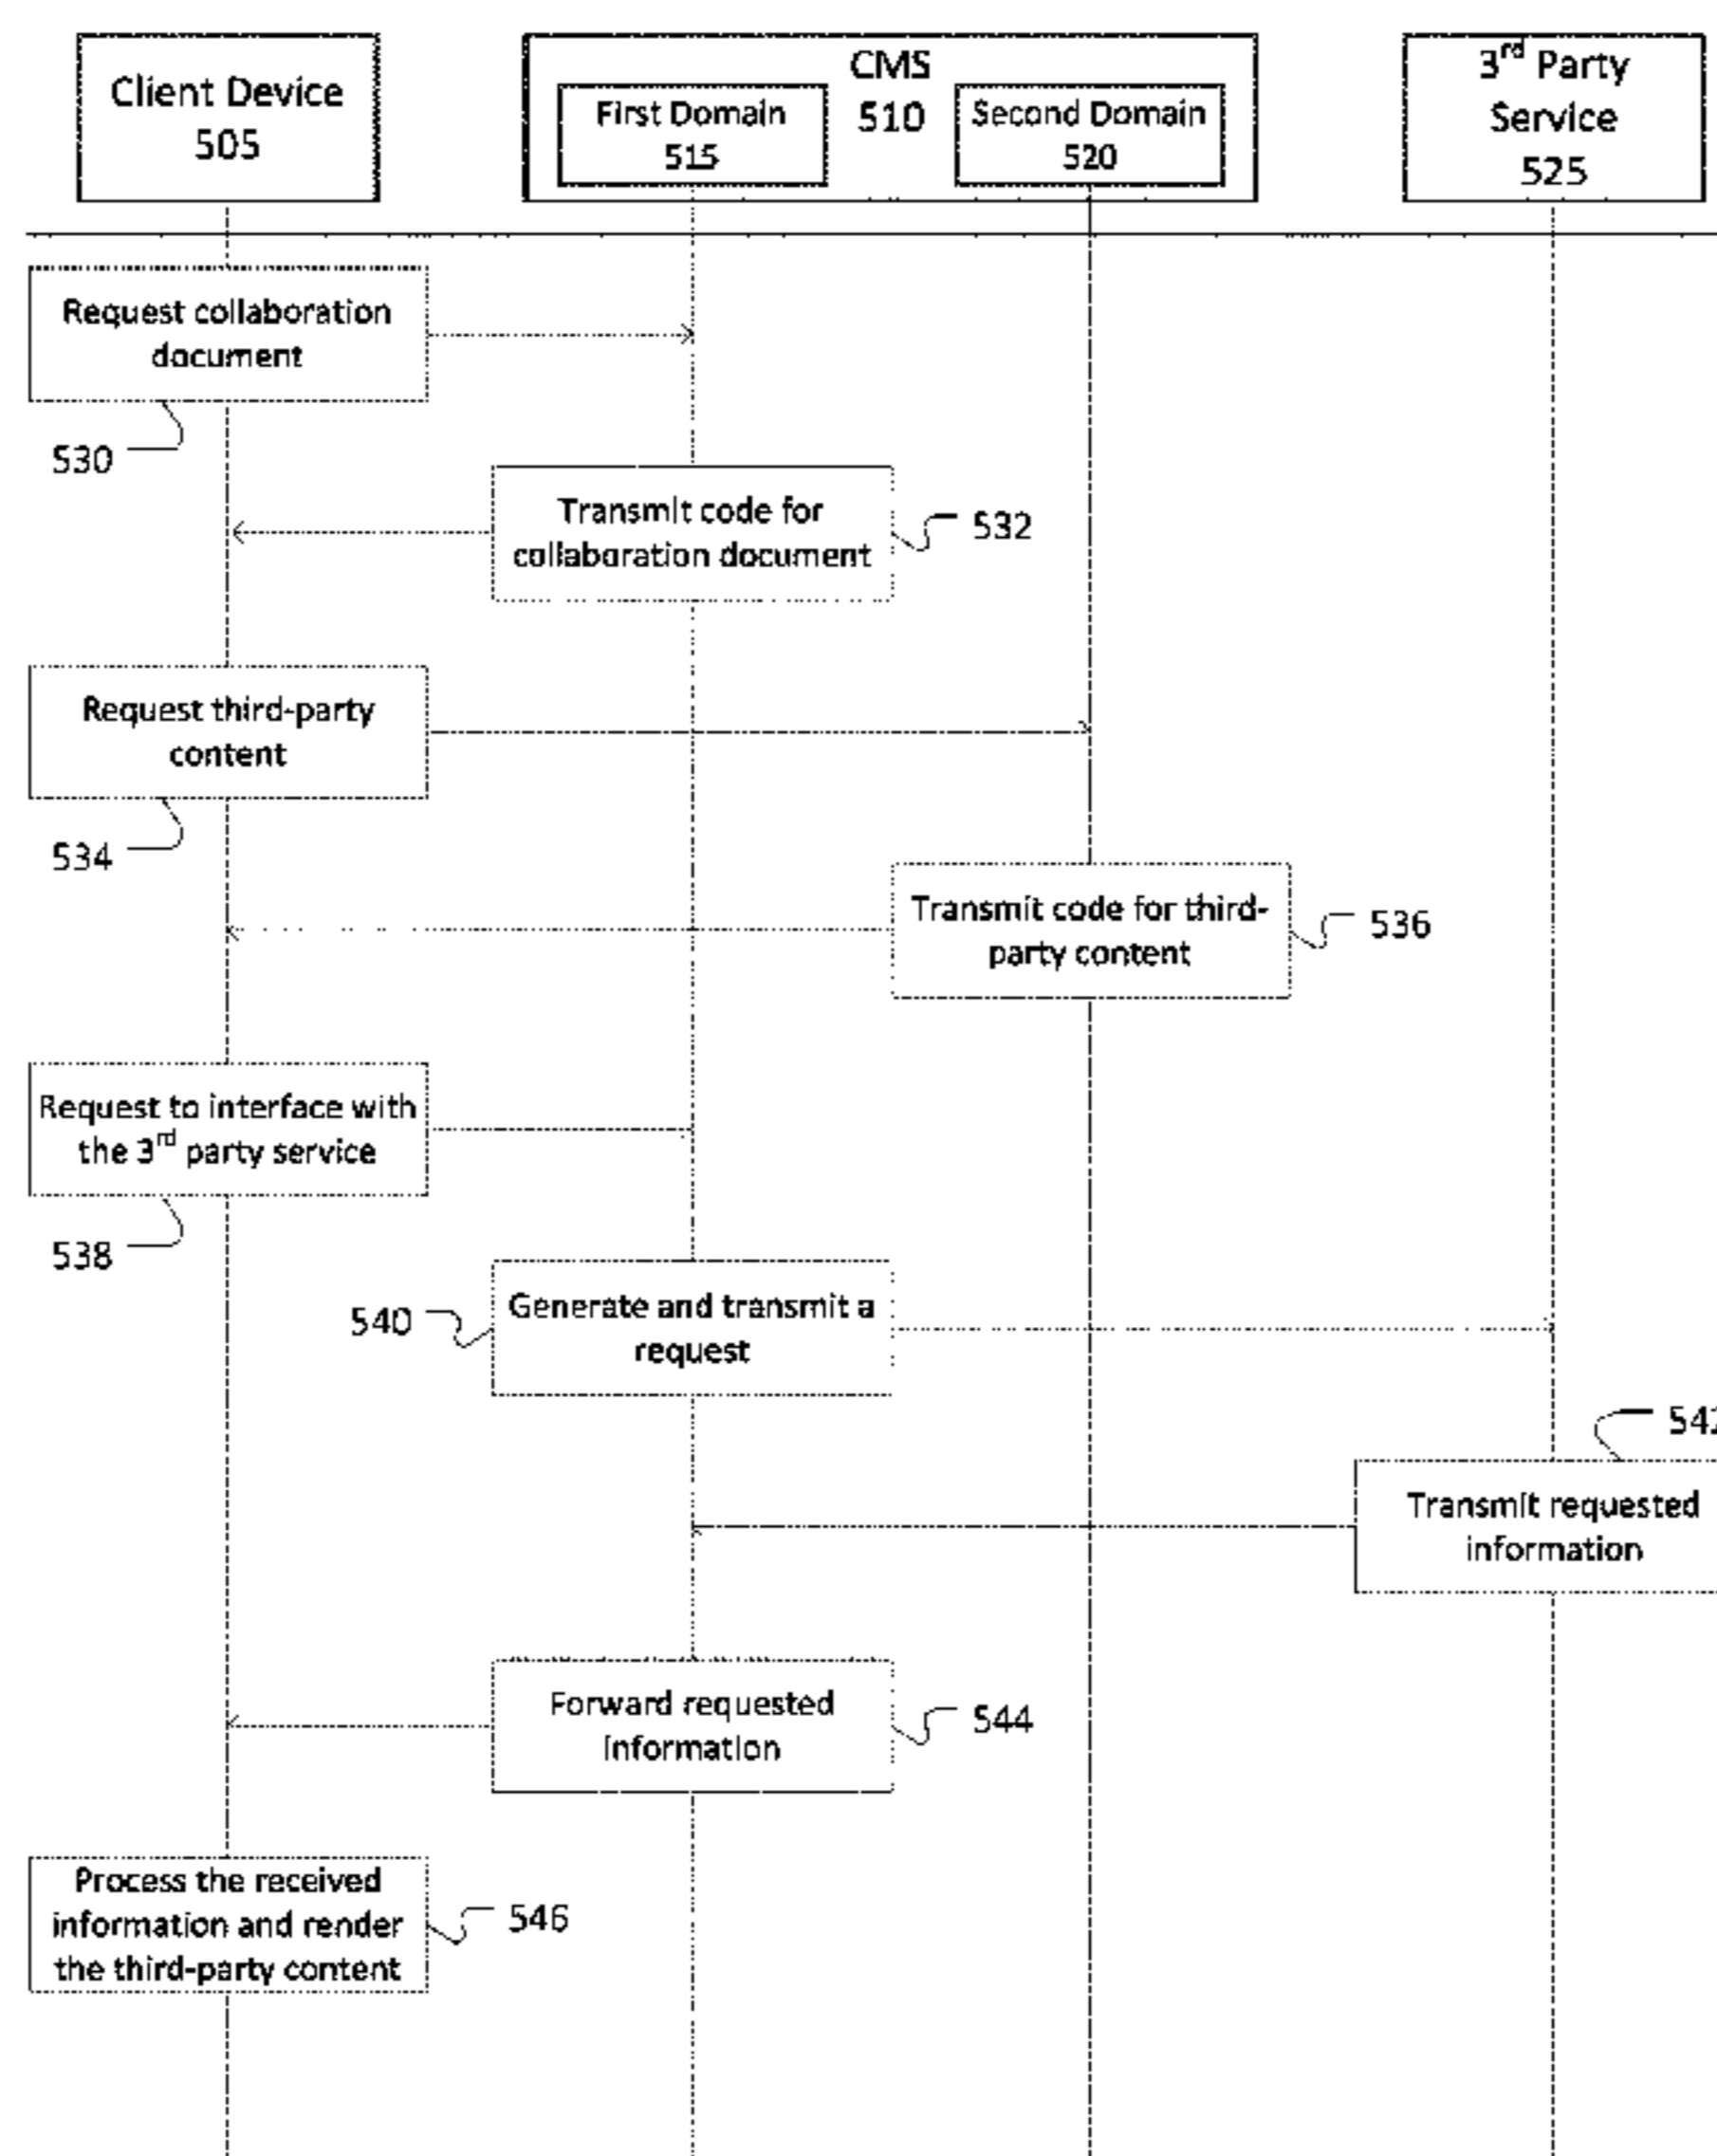 Client Device
505
CMS
510
First Domain
515
Second Domain
520
3rd Party
Service
525
Request collaboration
document
530
Transmit code for
collaboration document
532
Request third-party
content
534
Transmit code for third-
party content
536
Request to interface with
the 3rd party service
538
Generate and transmit a
request
540
542
Transmit requested
information
Forward requested
information
544
Process the received
information and render
the third-party content
546